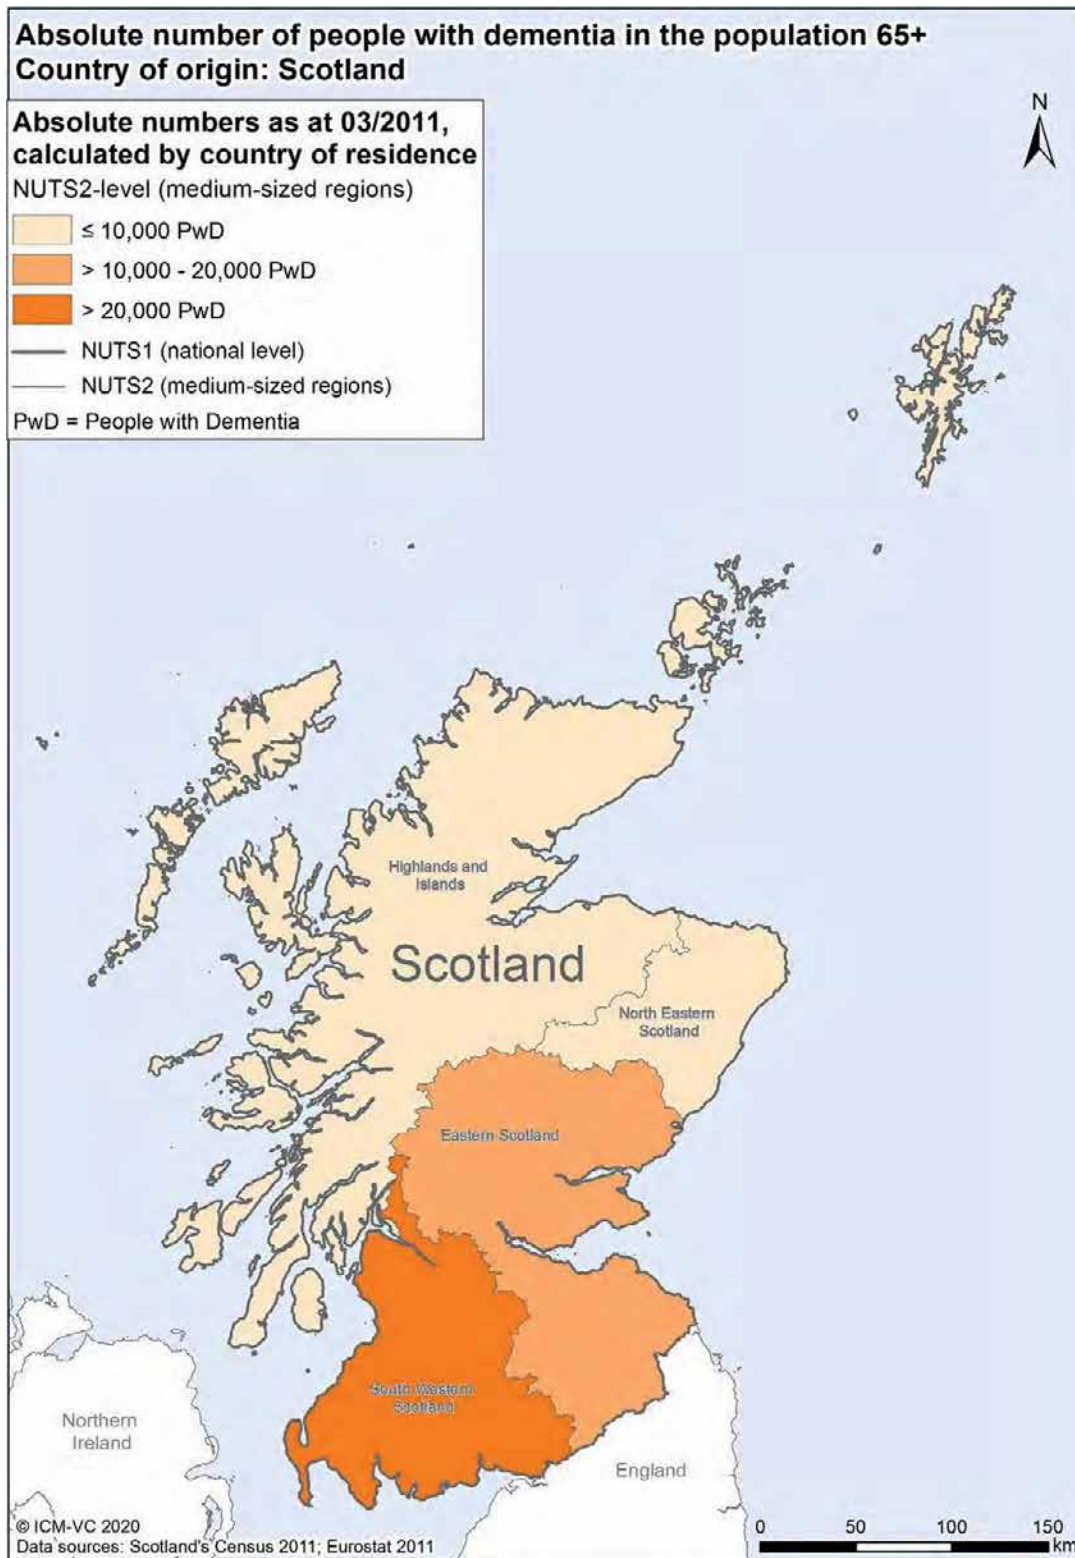 Absolute number of people with dementia in the population 65+
Country of origin: Scotland
Absolute numbers as at 03/2011,
calculated by country of residence
NUTS2-level (medium-sized regions)
≤ 10,000 PwD
> 10,000 - 20,000 PwD
> 20,000 PwD
NUTS1 (national level)
NUTS2 (medium-sized regions)
PwD = People with Dementia
N
Highlands and
Islands
Scotland
North Eastern
Scotland
Eastern Scotland
South Western
Scotland
Northern
Ireland
England
© ICM-VC 2020
Data sources: Scotland's Census 2011; Eurostat 2011
0 50 100 150
km